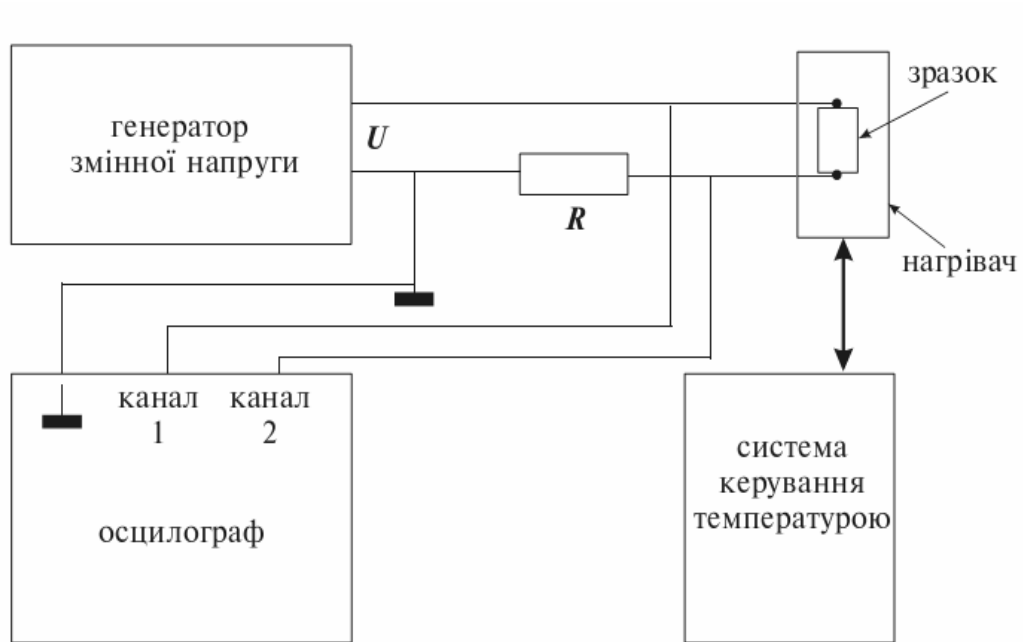 генератор
змінної напруги
U
R
зразок
нагрівач
канал
1
канал
2
осцилограф
система
керування
температурою